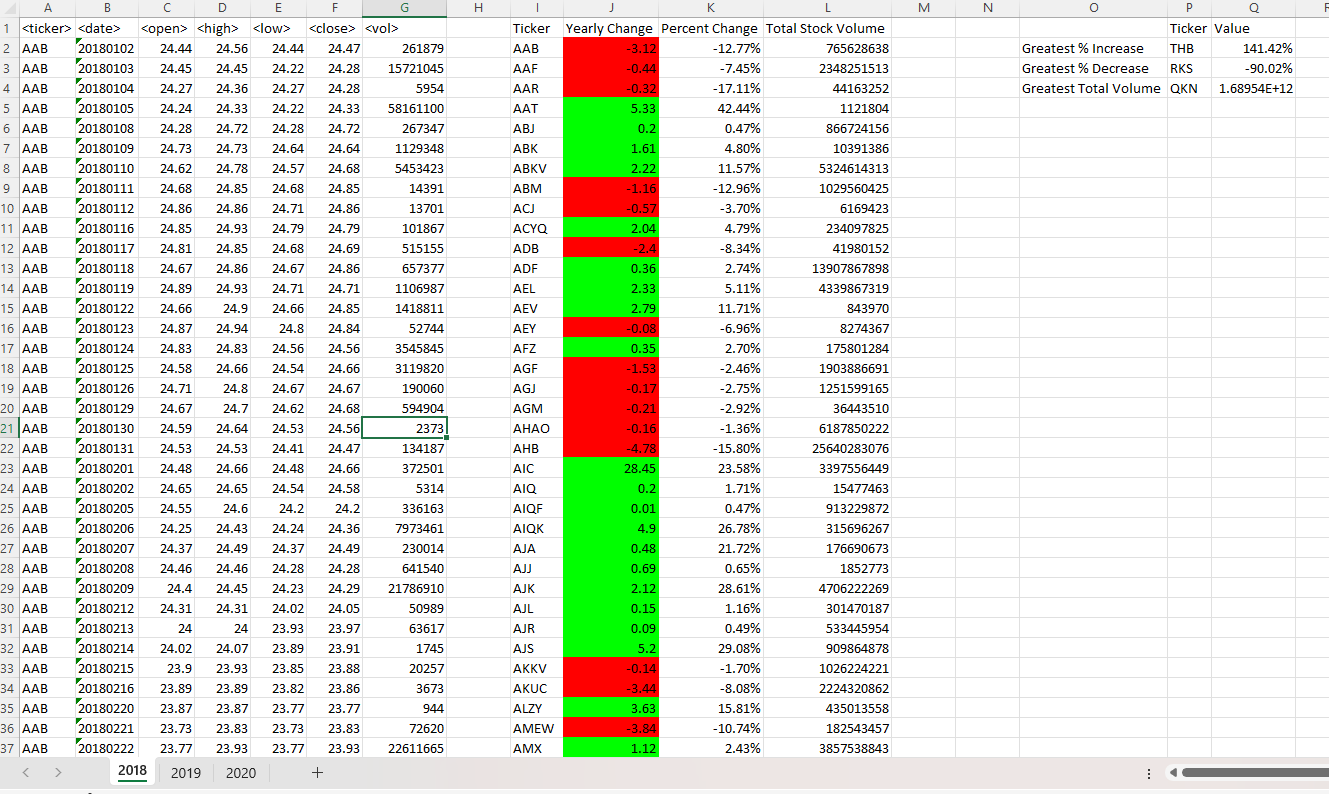 A B C D E F G H I J K L M N O P Q R
1 <ticker> <date> <open> <high> <low> <close> <vol> Ticker Yearly Change Percent Change Total Stock Volume Ticker Value
2 AAB 20180102 24.44 24.56 24.44 24.47 261879 AAB -3.12 -12.77% 765628638 Greatest % Increase THB 141.42%
3 AAB 20180103 24.45 24.45 24.22 24.28 15721045 AAF -0.44 -7.45% 2348251513 Greatest % Decrease RKS -90.02%
4 AAB 20180104 24.27 24.36 24.27 24.28 5954 AAR -0.32 -17.11% 44163252 Greatest Total Volume QKN 1.68954E+12
5 AAB 20180105 24.24 24.33 24.22 24.33 58161100 AAT 5.33 42.44% 1121804
6 AAB 20180108 24.28 24.72 24.28 24.72 267347 ABJ 0.2 0.47% 866724156
7 AAB 20180109 24.73 24.73 24.64 24.64 1129348 ABK 1.61 4.80% 10391386
8 AAB 20180110 24.62 24.78 24.57 24.68 5453423 ABKV 2.22 11.57% 5324614313
9 AAB 20180111 24.68 24.85 24.68 24.85 14391 ABM -1.16 -12.96% 1029560425
10 AAB 20180112 24.86 24.86 24.71 24.86 13701 ACJ -0.57 -3.70% 6169423
11 AAB 20180116 24.85 24.93 24.79 24.79 101867 ACYQ 2.04 4.79% 234097825
12 AAB 20180117 24.81 24.85 24.68 24.69 515155 ADB -2.4 -8.34% 41980152
13 AAB 20180118 24.67 24.86 24.67 24.86 657377 ADF 0.36 2.74% 13907867898
14 AAB 20180119 24.89 24.93 24.71 24.71 1106987 AEL 2.33 5.11% 4339867319
15 AAB 20180122 24.66 24.9 24.66 24.85 1418811 AEV 2.79 11.71% 843970
16 AAB 20180123 24.87 24.94 24.8 24.84 52744 AEY -0.08 -6.96% 8274367
17 AAB 20180124 24.83 24.83 24.56 24.56 3545845 AFZ 0.35 2.70% 175801284
18 AAB 20180125 24.58 24.66 24.54 24.66 3119820 AGF -1.53 -2.46% 1903886691
19 AAB 20180126 24.71 24.8 24.67 24.67 190060 AGJ -0.17 -2.75% 1251599165
20 AAB 20180129 24.67 24.7 24.62 24.68 594904 AGM -0.21 -2.92% 36443510
21 AAB 20180130 24.59 24.64 24.53 24.56 2373 AHAO -0.16 -1.36% 6187850222
22 AAB 20180131 24.53 24.53 24.41 24.47 134187 AHB -4.78 -15.80% 25640283076
23 AAB 20180201 24.48 24.66 24.48 24.66 372501 AIC 28.45 23.58% 3397556449
24 AAB 20180202 24.65 24.65 24.54 24.58 5314 AIQ 0.2 1.71% 15477463
25 AAB 20180205 24.55 24.6 24.2 24.2 336163 AIQF 0.01 0.47% 913229872
26 AAB 20180206 24.25 24.43 24.24 24.36 7973461 AIQK 4.9 26.78% 315696267
27 AAB 20180207 24.37 24.49 24.37 24.49 230014 AJA 0.48 21.72% 176690673
28 AAB 20180208 24.46 24.46 24.28 24.28 641540 AJJ 0.69 0.65% 1852773
29 AAB 20180209 24.4 24.45 24.23 24.29 21786910 AJK 2.12 28.61% 4706222269
30 AAB 20180212 24.31 24.31 24.02 24.05 50989 AJL 0.15 1.16% 301470187
31 AAB 20180213 24 24 23.93 23.97 63617 AJR 0.09 0.49% 533445954
32 AAB 20180214 24.02 24.07 23.89 23.91 1745 AJS 5.2 29.08% 909864878
33 AAB 20180215 23.9 23.93 23.85 23.88 20257 AKKV -0.14 -1.70% 1026224221
34 AAB 20180216 23.89 23.89 23.82 23.86 3673 AKUC -3.44 -8.08% 2224320862
35 AAB 20180220 23.87 23.87 23.77 23.77 944 ALZY 3.63 15.81% 435013558
36 AAB 20180221 23.73 23.83 23.73 23.83 72620 AMEW -3.84 -10.74% 182543457
37 AAB 20180222 23.77 23.93 23.77 23.93 22611665 AMX 1.12 2.43% 3857538843
2018 2019 2020